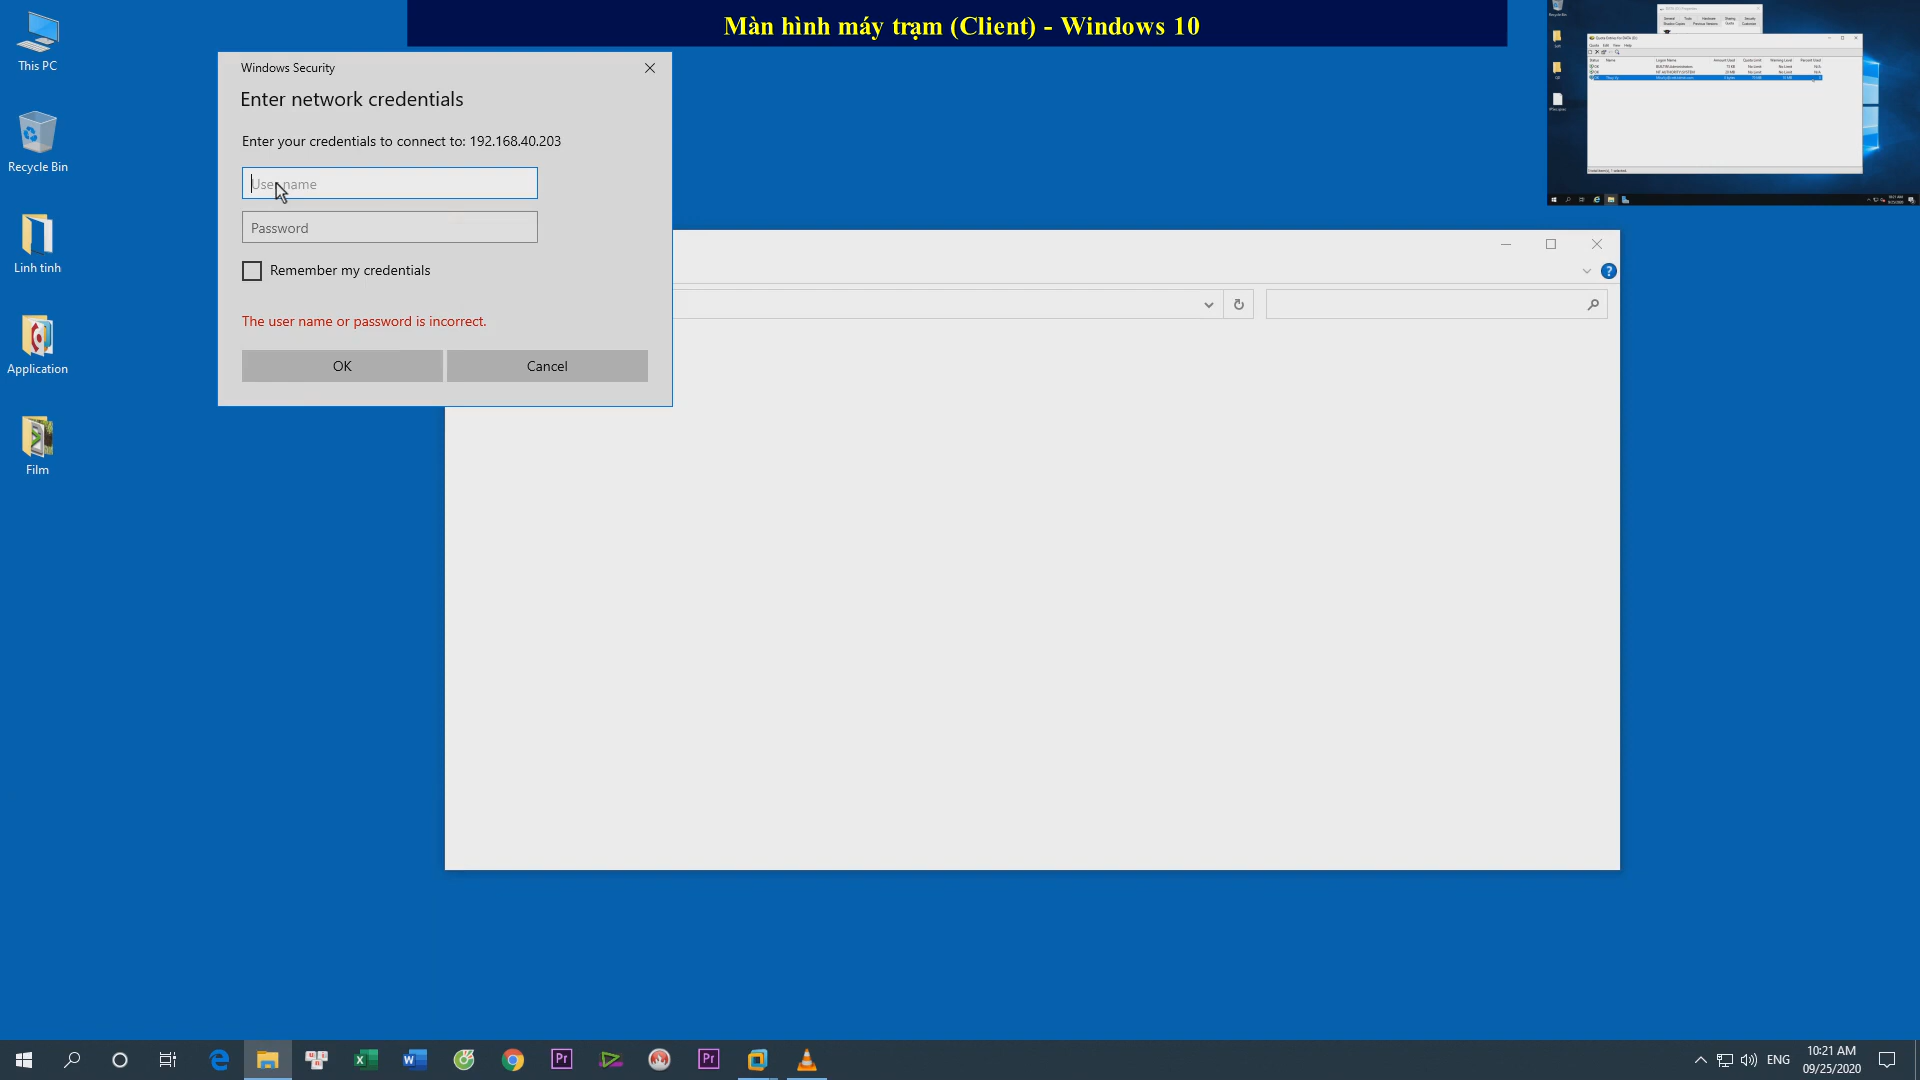 Màn hình máy trạm (Client) - Windows 10
This PC
Recycle Bin
Linh tinh
Application
Film
Windows Security
Enter network credentials
Enter your credentials to connect to: 192.168.40.203
User name
Password
Remember my credentials
The user name or password is incorrect.
OK
Cancel
ENG
10:21 AM
09/25/2020